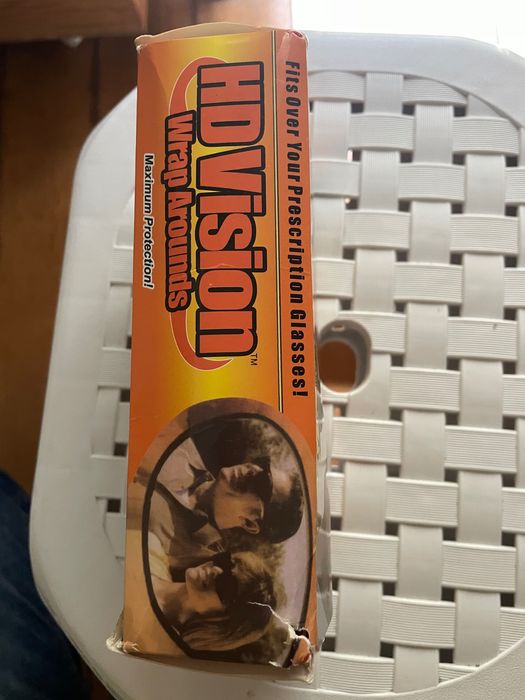 Fits Over Your Prescription Glasses!
HD Vision™
Wrap Arounds
Maximum Protection!